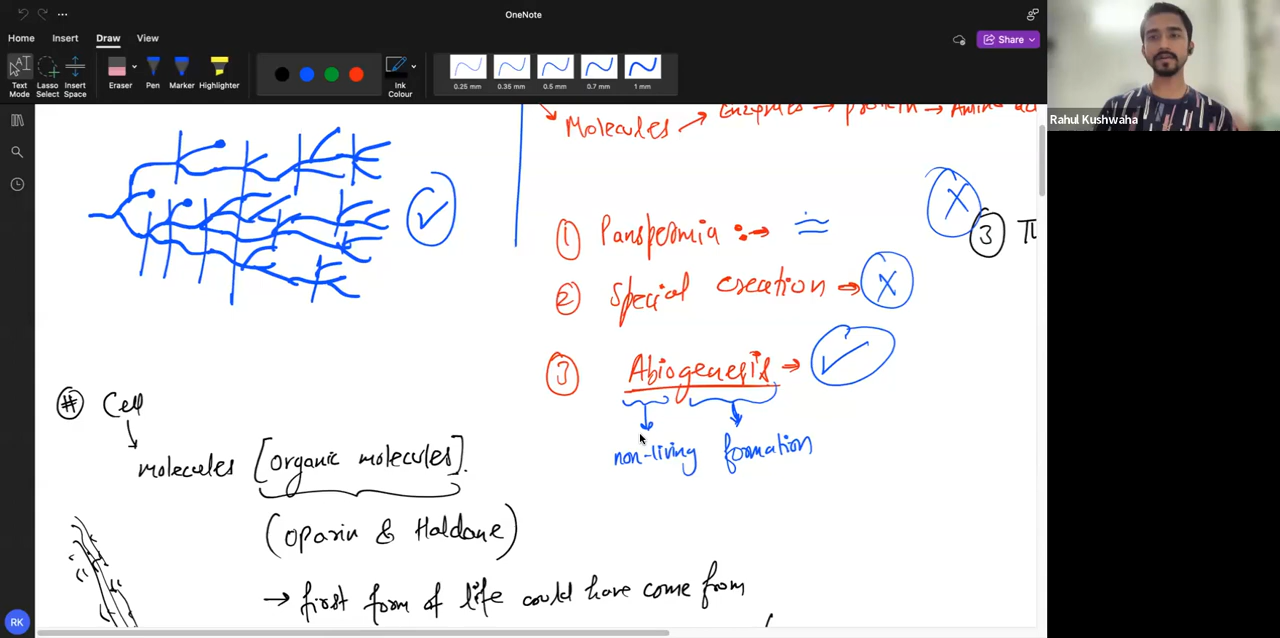 OneNote
Home Insert Draw View
Share
Text Mode
Lasso Select
Insert Space
Eraser
Pen
Marker
Highlighter
Ink Colour
0.25 mm
0.35 mm
0.5 mm
0.7 mm
1 mm
Rahul Kushwaha
Molecules → Enzymes → protein → Amino
① Panspermia
X
③
② Special creation → X
③ Abiogenesis → ✓
non-living formation
# Cell
molecules [organic molecules].
(Oparin & Haldane)
→ first form of life could have come from
RK